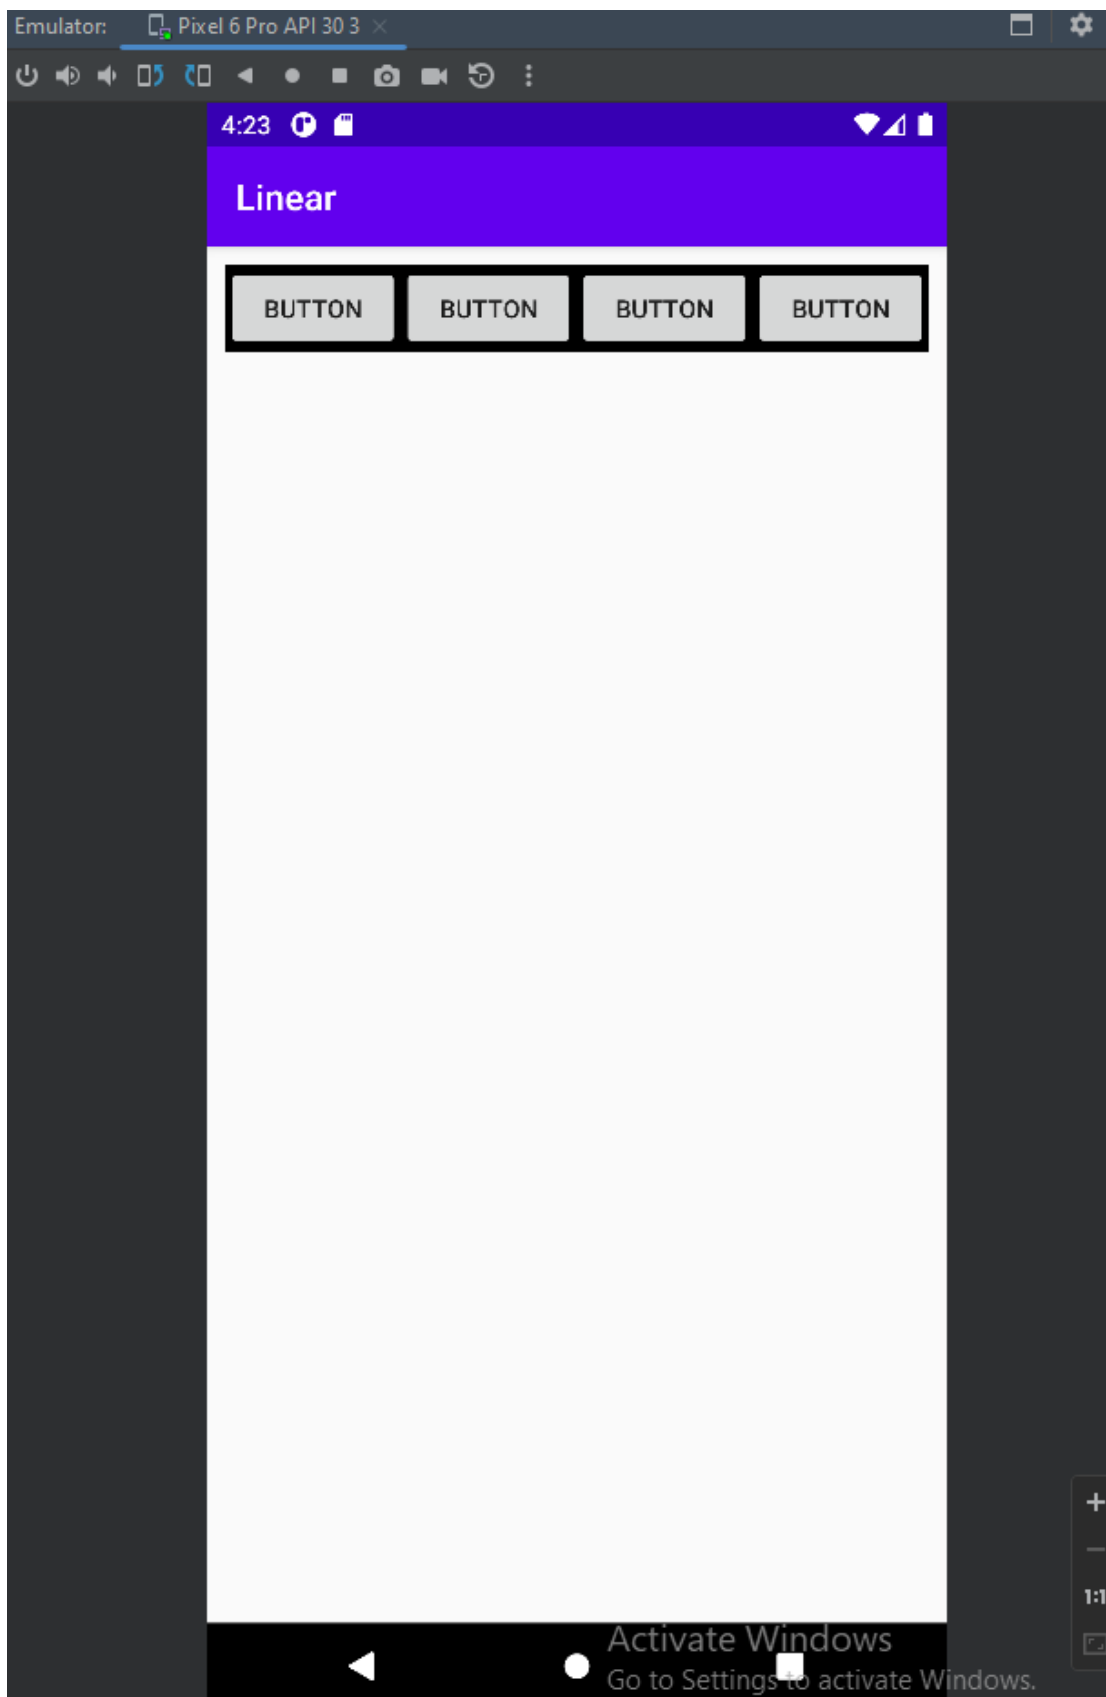 Emulator: Pixel 6 Pro API 30 3
4:23
Linear
BUTTON BUTTON BUTTON BUTTON
1:1
Activate Windows
Go to Settings to activate Windows.